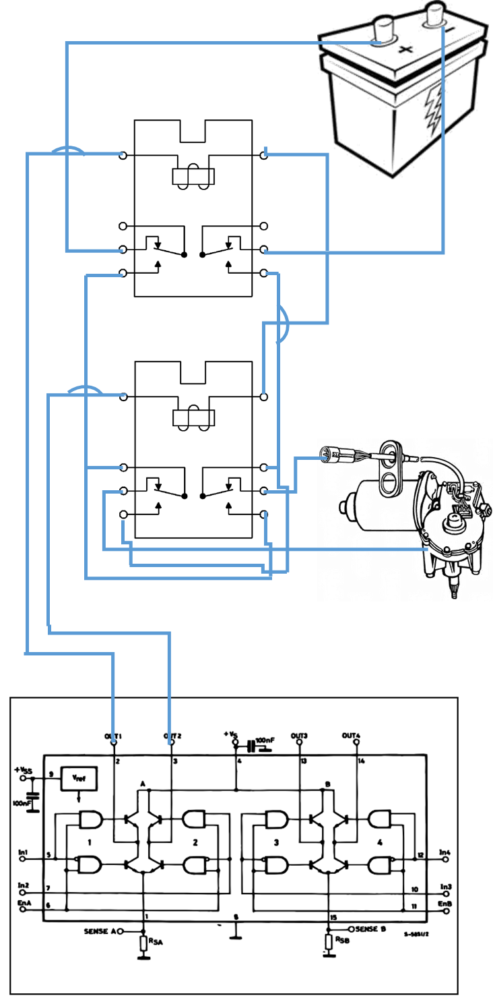 + −
OUT1 OUT2 +VS 100nF OUT3 OUT4
2 3 4 13 14
+VSS 9 Vref
100nF
A B
1 2 3 4
In1 5 12 In4
In2 7 10 In3
EnA 6 11 EnB
1 8 15
SENSE A SENSE B S-5851/2
RSA RSB